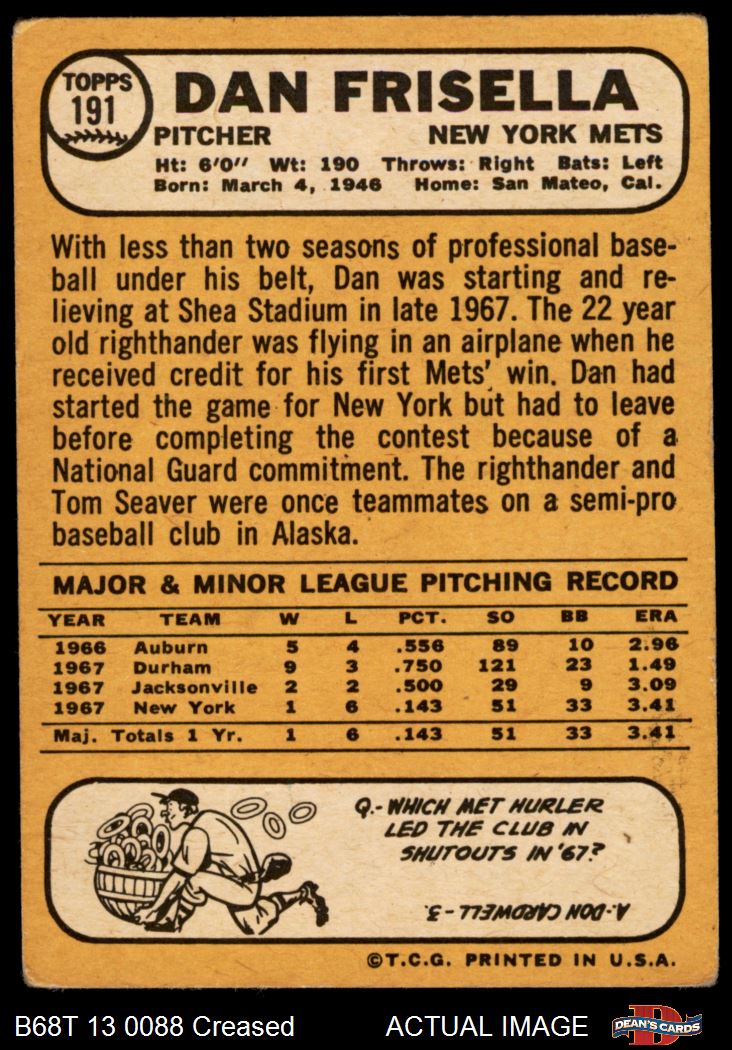 TOPPS
191
DAN FRISELLA
PITCHER NEW YORK METS
Ht: 6'0" Wt: 190 Throws: Right Bats: Left
Born: March 4, 1946 Home: San Mateo, Cal.
With less than two seasons of professional base-
ball under his belt, Dan was starting and re-
lieving at Shea Stadium in late 1967. The 22 year
old righthander was flying in an airplane when he
received credit for his first Mets' win. Dan had
started the game for New York but had to leave
before completing the contest because of a
National Guard commitment. The righthander and
Tom Seaver were once teammates on a semi-pro
baseball club in Alaska.
MAJOR & MINOR LEAGUE PITCHING RECORD
YEAR TEAM W L PCT. SO BB ERA
1966 Auburn 5 4 .556 89 10 2.96
1967 Durham 9 3 .750 121 23 1.49
1967 Jacksonville 2 2 .500 29 9 3.09
1967 New York 1 6 .143 51 33 3.41
Maj. Totals 1 Yr. 1 6 .143 51 33 3.41
Q.- WHICH MET HURLER
LED THE CLUB IN
SHUTOUTS IN '67?
A.- DON CARDWELL - 3.
©T.C.G. PRINTED IN U.S.A.
B68T 13 0088 Creased ACTUAL IMAGE
D
DEAN'S CARDS